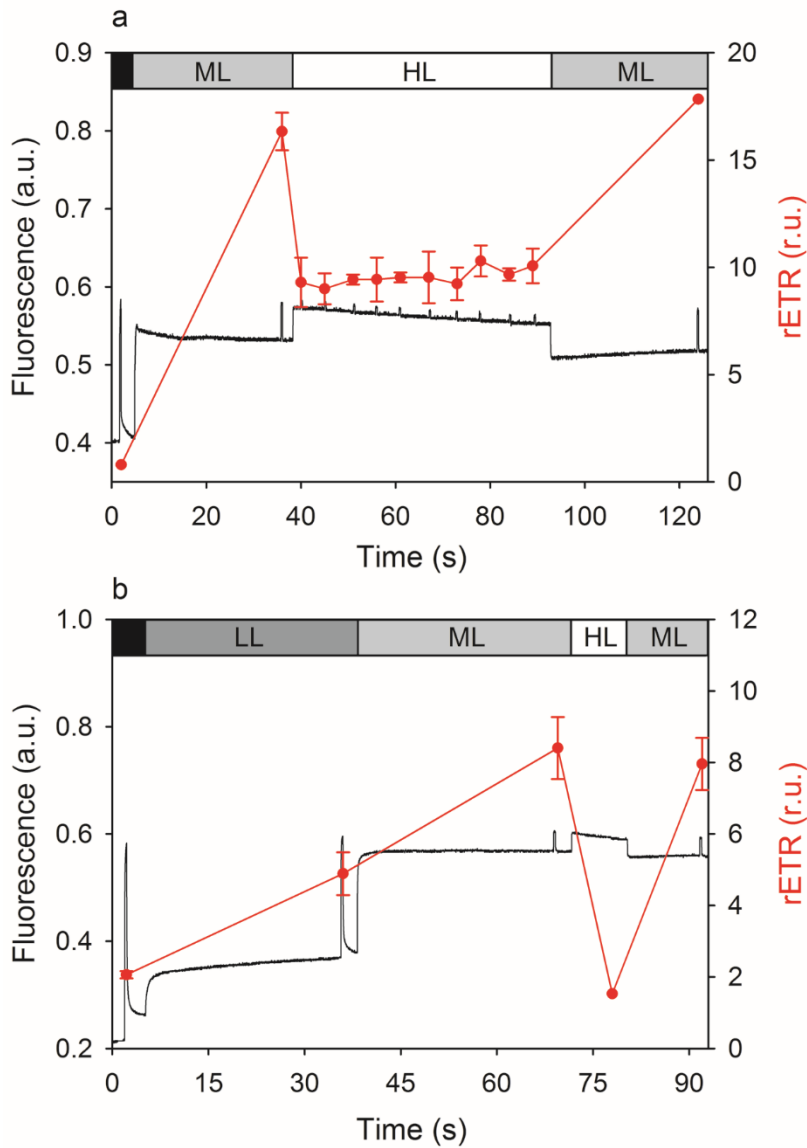 a
ML HL ML
0.9
0.8
0.7
0.6
0.5
0.4
Fluorescence (a.u.)
20
15
10
5
0
rETR (r.u.)
0 20 40 60 80 100 120
Time (s)
b
LL ML HL ML
1.0
0.8
0.6
0.4
0.2
Fluorescence (a.u.)
12
10
8
6
4
2
0
rETR (r.u.)
0 15 30 45 60 75 90
Time (s)